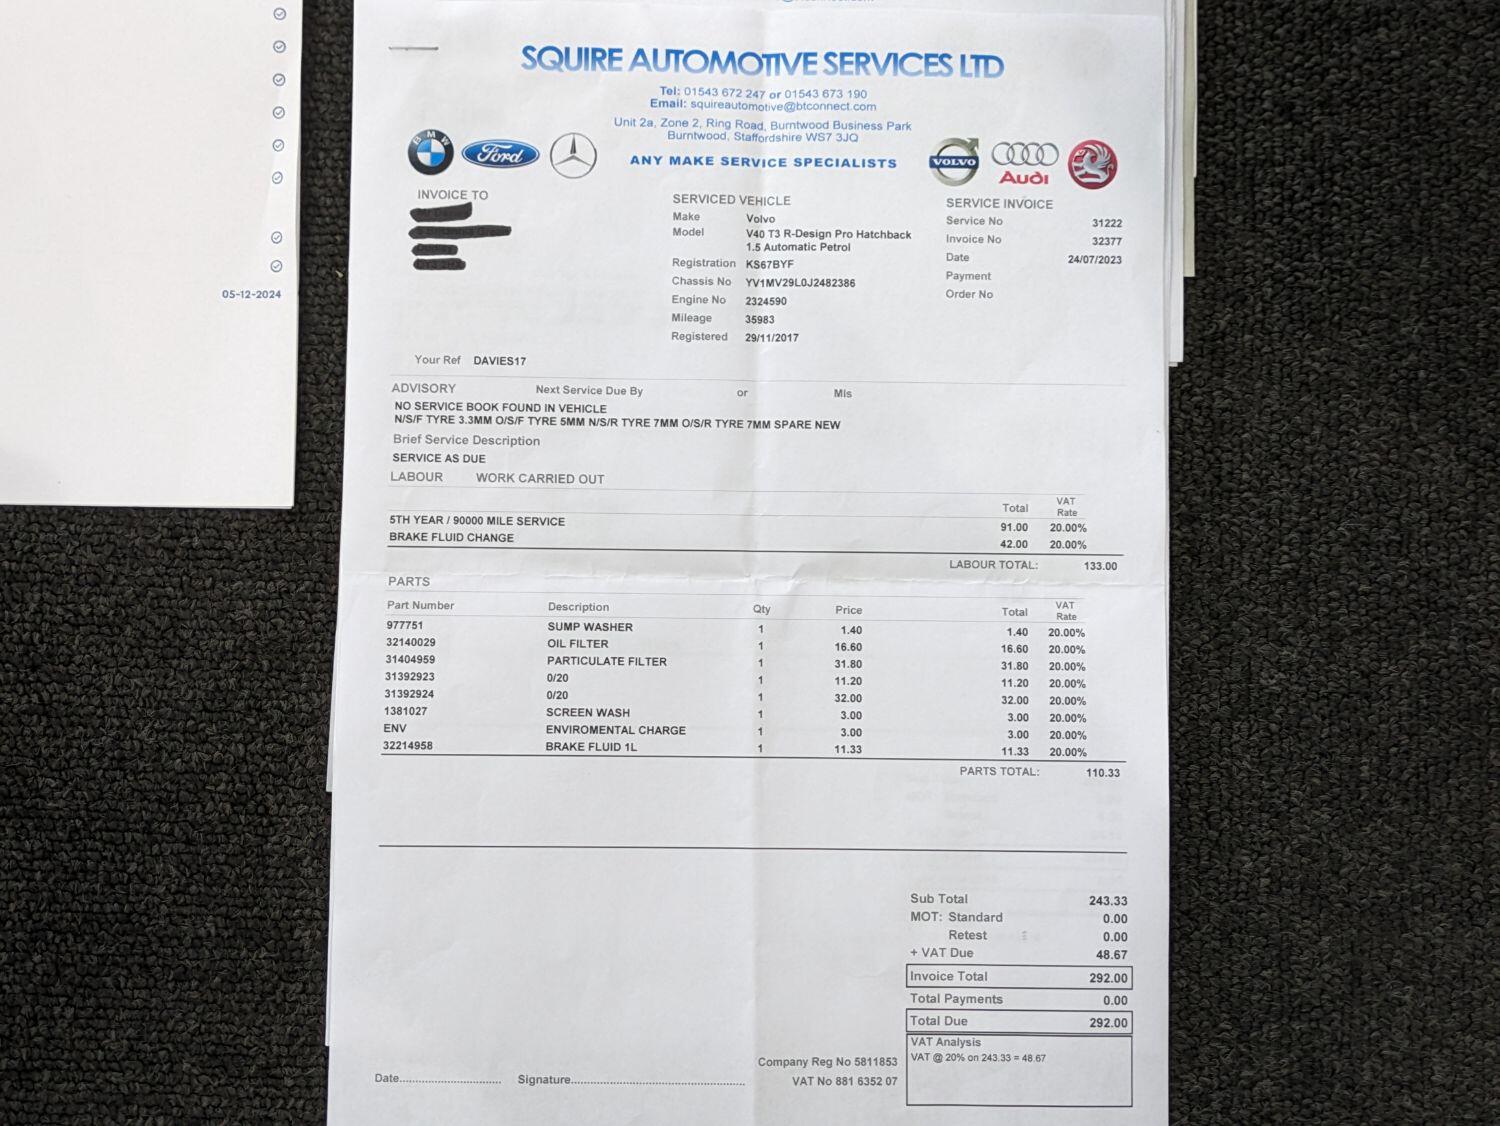 05-12-2024
SQUIRE AUTOMOTIVE SERVICES LTD
Tel: 01543 672 247 or 01543 673 190
Email: squireautomotive@btconnect.com
Unit 2a, Zone 2, Ring Road, Burntwood Business Park
Burntwood, Staffordshire WS7 3JQ
ANY MAKE SERVICE SPECIALISTS
BMW
Ford
VOLVO
Audi
INVOICE TO
SERVICED VEHICLE
Make Volvo
Model V40 T3 R-Design Pro Hatchback
1.5 Automatic Petrol
Registration KS67BYF
Chassis No YV1MV29L0J2482386
Engine No 2324590
Mileage 35983
Registered 29/11/2017
SERVICE INVOICE
Service No 31222
Invoice No 32377
Date 24/07/2023
Payment
Order No
Your Ref DAVIES17
ADVISORY Next Service Due By or Mls
NO SERVICE BOOK FOUND IN VEHICLE
N/S/F TYRE 3.3MM O/S/F TYRE 5MM N/S/R TYRE 7MM O/S/R TYRE 7MM SPARE NEW
Brief Service Description
SERVICE AS DUE
LABOUR WORK CARRIED OUT
Total VAT Rate
5TH YEAR / 90000 MILE SERVICE 91.00 20.00%
BRAKE FLUID CHANGE 42.00 20.00%
LABOUR TOTAL: 133.00
PARTS
Part Number Description Qty Price Total VAT Rate
977751 SUMP WASHER 1 1.40 1.40 20.00%
32140029 OIL FILTER 1 16.60 16.60 20.00%
31404959 PARTICULATE FILTER 1 31.80 31.80 20.00%
31392923 0/20 1 11.20 11.20 20.00%
31392924 0/20 1 32.00 32.00 20.00%
1381027 SCREEN WASH 1 3.00 3.00 20.00%
ENV ENVIROMENTAL CHARGE 1 3.00 3.00 20.00%
32214958 BRAKE FLUID 1L 1 11.33 11.33 20.00%
PARTS TOTAL: 110.33
Sub Total 243.33
MOT: Standard 0.00
Retest 0.00
+ VAT Due 48.67
Invoice Total 292.00
Total Payments 0.00
Total Due 292.00
VAT Analysis
VAT @ 20% on 243.33 = 48.67
Company Reg No 5811853
VAT No 881 6352 07
Date.............................. Signature...................................................